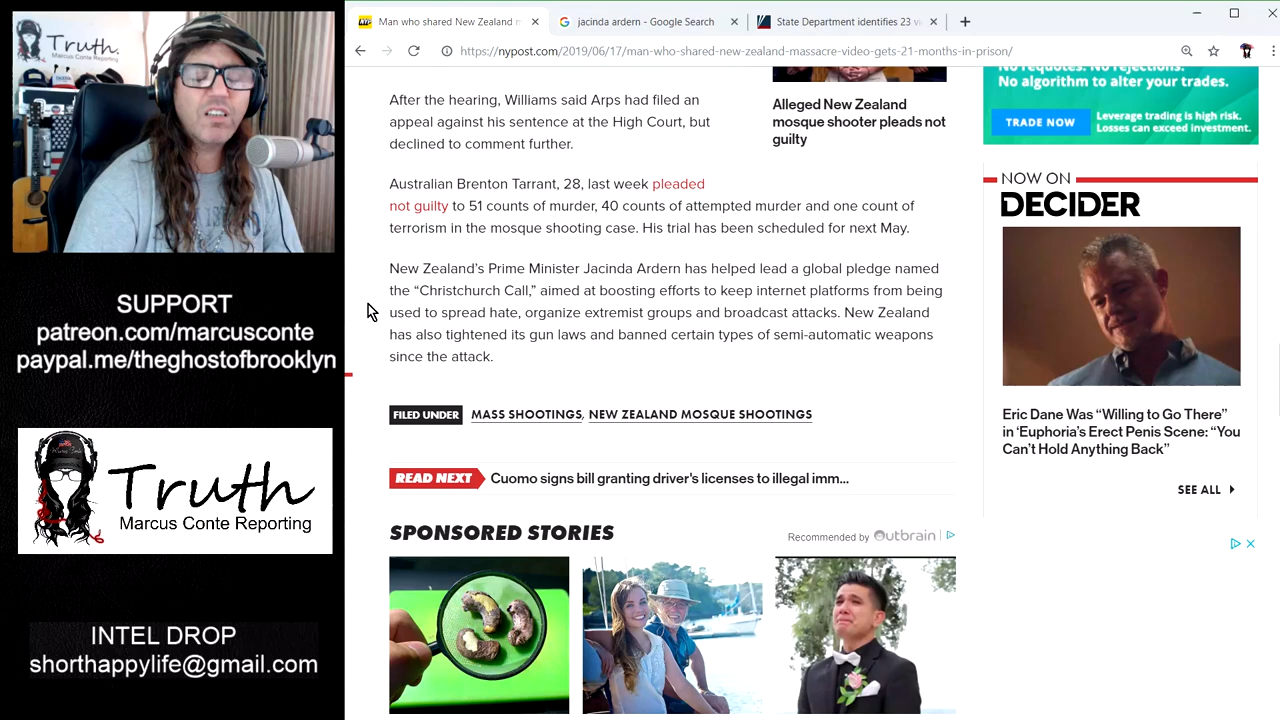 Truth.
Marcus Conte Reporting
SUPPORT
patreon.com/marcusconte
paypal.me/theghostofbrooklyn
Truth
Marcus Conte Reporting
INTEL DROP
shorthappylife@gmail.com
Man who shared New Zealand m
jacinda ardern - Google Search
State Department identifies 23 vi
https://nypost.com/2019/06/17/man-who-shared-new-zealand-massacre-video-gets-21-months-in-prison/
After the hearing, Williams said Arps had filed an
appeal against his sentence at the High Court, but
declined to comment further.
Alleged New Zealand
mosque shooter pleads not
guilty
Australian Brenton Tarrant, 28, last week pleaded
not guilty to 51 counts of murder, 40 counts of attempted murder and one count of
terrorism in the mosque shooting case. His trial has been scheduled for next May.
New Zealand’s Prime Minister Jacinda Ardern has helped lead a global pledge named
the “Christchurch Call,” aimed at boosting efforts to keep internet platforms from being
used to spread hate, organize extremist groups and broadcast attacks. New Zealand
has also tightened its gun laws and banned certain types of semi-automatic weapons
since the attack.
FILED UNDER MASS SHOOTINGS, NEW ZEALAND MOSQUE SHOOTINGS
READ NEXT Cuomo signs bill granting driver's licenses to illegal imm...
SPONSORED STORIES
Recommended by Outbrain
No requotes. No rejections.
No algorithm to alter your trades.
TRADE NOW
Leverage trading is high risk.
Losses can exceed investment.
NOW ON
DECIDER
Eric Dane Was “Willing to Go There”
in ‘Euphoria’s Erect Penis Scene: “You
Can’t Hold Anything Back”
SEE ALL